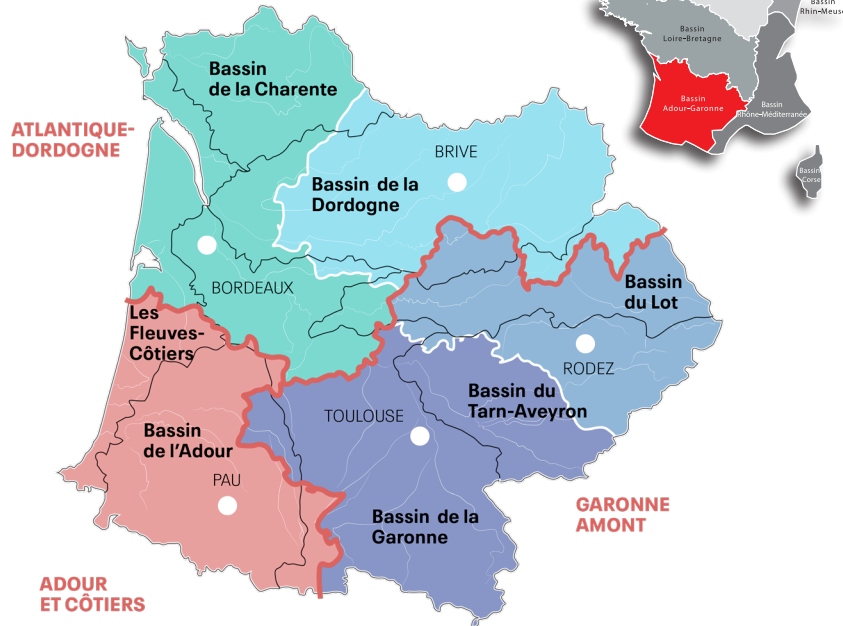 Bassin
Rhin-Meuse
Bassin
Loire-Bretagne
Bassin
Adour-Garonne
Bassin
Rhône-Méditerranée
Bassin
Corse
Bassin
de la Charente
ATLANTIQUE-
DORDOGNE
BRIVE
Bassin de la
Dordogne
BORDEAUX
Bassin
du Lot
Les
Fleuves-
Côtiers
RODEZ
Bassin du
Tarn-Aveyron
TOULOUSE
Bassin
de l'Adour
PAU
GARONNE
AMONT
Bassin de la
Garonne
ADOUR
ET CÔTIERS